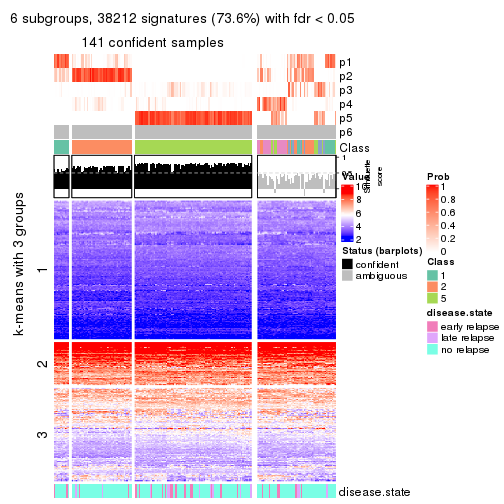 6 subgroups, 38212 signatures (73.6%) with fdr < 0.05
141 confident samples
p1
p2
p3
p4
p5
p6
Class
1
Silhouette
score
k-means with 3 groups
1
2
3
disease.state
Value
10
8
6
4
2
Status (barplots)
confident
ambiguous
Prob
1
0.8
0.6
0.4
0.2
0
Class
1
2
5
disease.state
early relapse
late relapse
no relapse